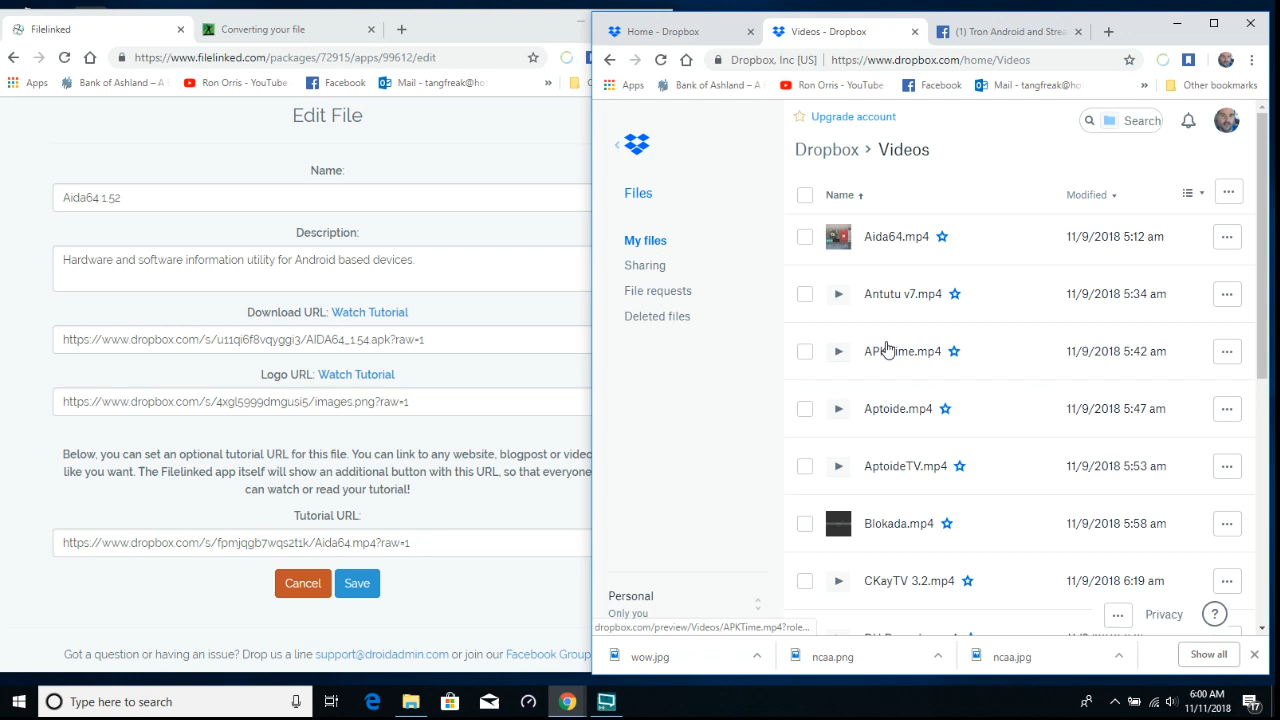 Filelinked
Converting your file
https://www.filelinked.com/packages/72915/apps/99612/edit
Apps
Bank of Ashland - A
Ron Orris - YouTube
Facebook
Mail - tangfreak@ho
Edit File
Name:
Aida64 1.52
Description:
Hardware and software information utility for Android based devices.
Download URL: Watch Tutorial
https://www.dropbox.com/s/u11qi6f8vqyggi3/AIDA64_1.54.apk?raw=1
Logo URL: Watch Tutorial
https://www.dropbox.com/s/4xgl5999dmgusi5/images.png?raw=1
Below, you can set an optional tutorial URL for this file. You can link to any website, blogpost or video
like you want. The Filelinked app itself will show an additional button with this URL, so that everyone
can watch or read your tutorial!
Tutorial URL:
https://www.dropbox.com/s/fpmjqgb7wqs2t1k/Aida64.mp4?raw=1
Cancel
Save
Got a question or having an issue? Drop us a line support@droidadmin.com or join our Facebook Group
Home - Dropbox
Videos - Dropbox
(1) Tron Android and Strea
Dropbox, Inc [US]
https://www.dropbox.com/home/Videos
Apps
Bank of Ashland - A
Ron Orris - YouTube
Facebook
Mail - tangfreak@ho
Other bookmarks
Upgrade account
Search
Dropbox > Videos
Files
My files
Sharing
File requests
Deleted files
Personal
Only you
Name
Modified
Aida64.mp4
11/9/2018 5:12 am
Antutu v7.mp4
11/9/2018 5:34 am
APKTime.mp4
11/9/2018 5:42 am
Aptoide.mp4
11/9/2018 5:47 am
AptoideTV.mp4
11/9/2018 5:53 am
Blokada.mp4
11/9/2018 5:58 am
CKayTV 3.2.mp4
11/9/2018 6:19 am
Privacy
?
dropbox.com/preview/Videos/APKTime.mp4?role...
wow.jpg
ncaa.png
ncaa.jpg
Show all
Type here to search
6:00 AM
11/11/2018
17